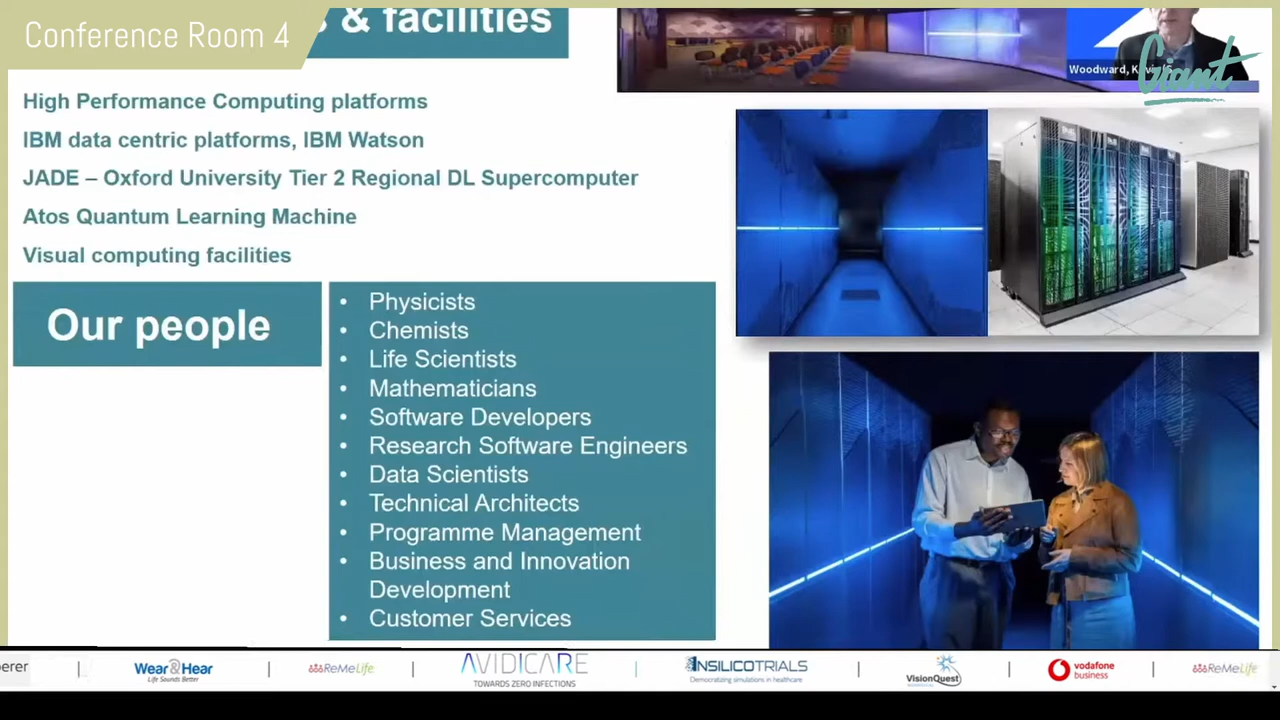 Conference Room 4
& facilities
Woodward,
Giant
High Performance Computing platforms
IBM data centric platforms, IBM Watson
JADE – Oxford University Tier 2 Regional DL Supercomputer
Atos Quantum Learning Machine
Visual computing facilities
Our people
• Physicists
• Chemists
• Life Scientists
• Mathematicians
• Software Developers
• Research Software Engineers
• Data Scientists
• Technical Architects
• Programme Management
• Business and Innovation
Development
• Customer Services
Wear&Hear
Life Sounds Better
ReMeLife
AVIDICARE
TOWARDS ZERO INFECTIONS
INSILICOTRIALS
Democratizing simulations in healthcare
VisionQuest
vodafone
business
ReMeLife